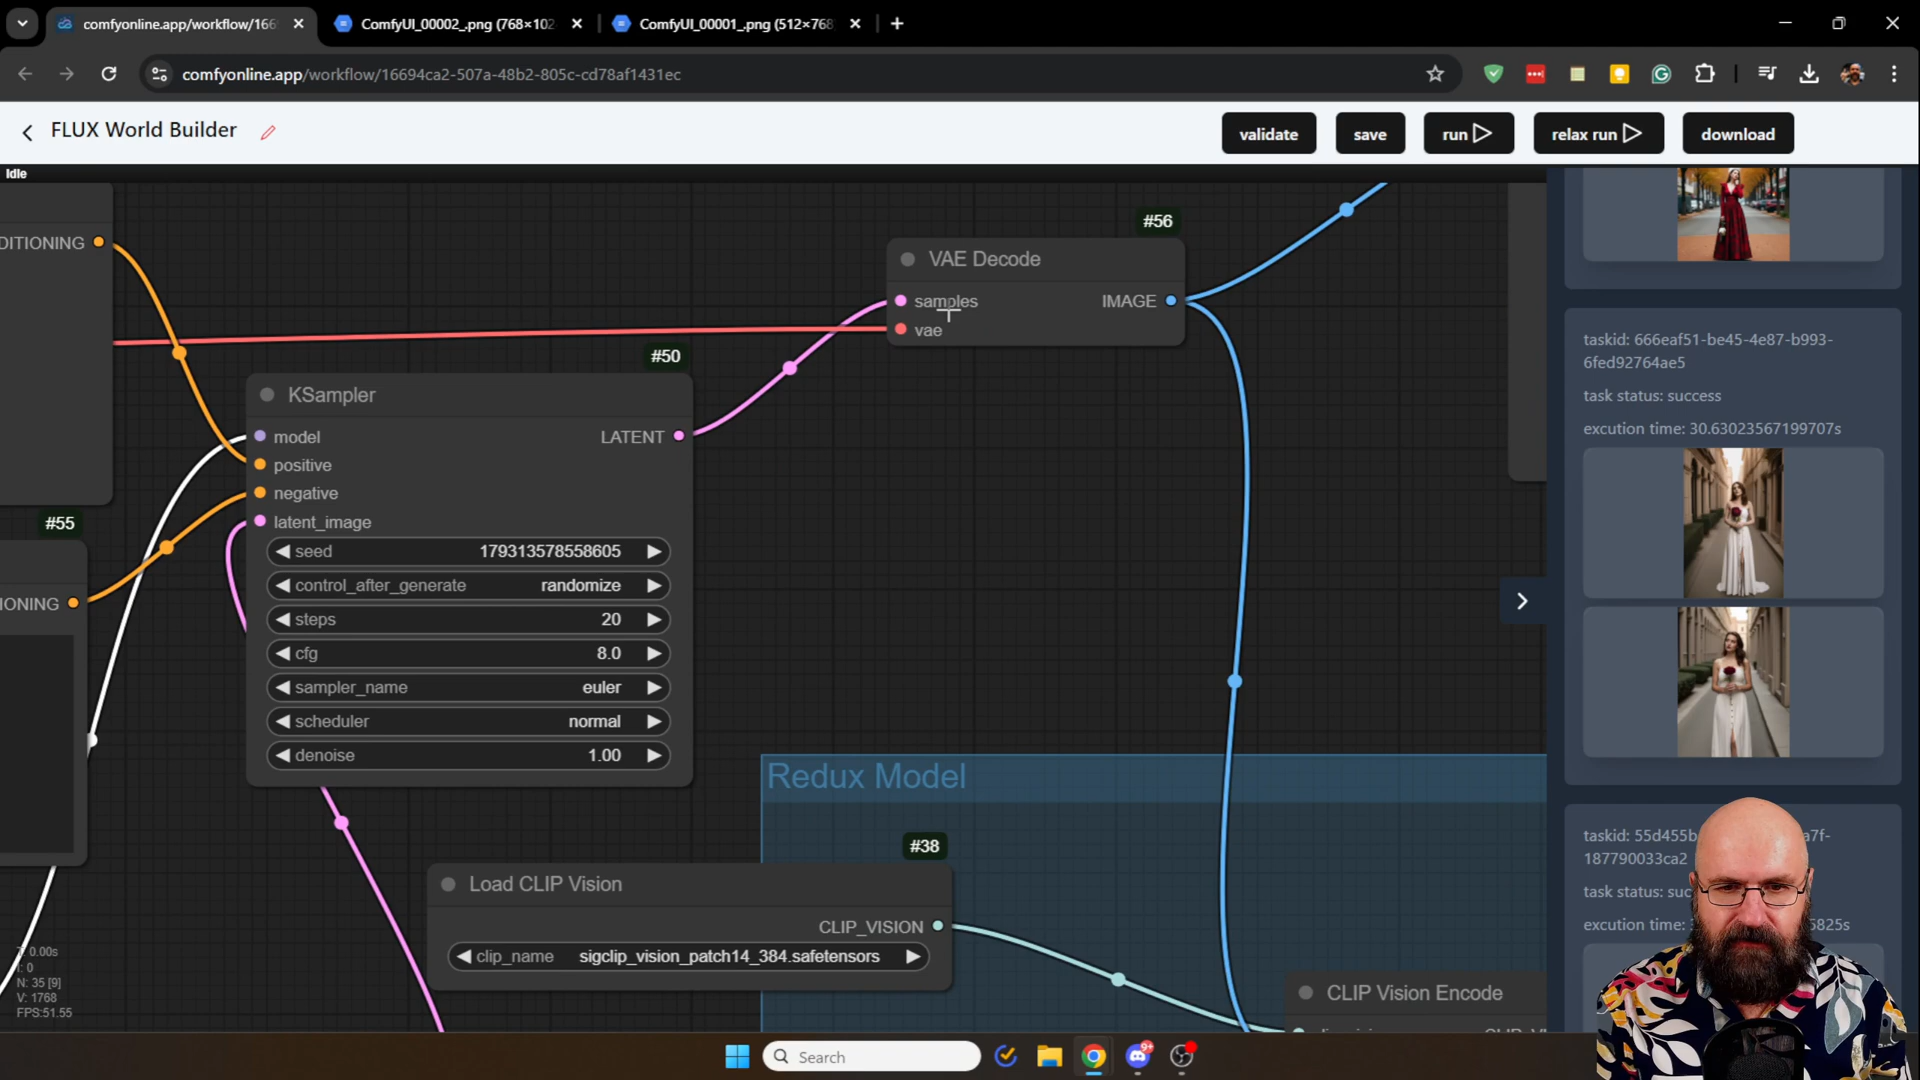 comfyonline.app/workflow/166
ComfyUI_00002_.png (768×102
ComfyUI_00001_.png (512×768
comfyonline.app/workflow/16694ca2-507a-48b2-805c-cd78af1431ec
FLUX World Builder
validate
save
run
relax run
download
Idle
DITIONING
#56
VAE Decode
samples
IMAGE
vae
#50
KSampler
model
LATENT
positive
negative
latent_image
seed 179313578558605
control_after_generate randomize
steps 20
cfg 8.0
sampler_name euler
scheduler normal
denoise 1.00
#55
IONING
Redux Model
#38
Load CLIP Vision
CLIP_VISION
clip_name sigclip_vision_patch14_384.safetensors
CLIP Vision Encode
T: 0.00s
I: 0
N: 35 [9]
V: 1768
FPS:51.55
taskid: 666eaf51-be45-4e87-b993-
6fed92764ae5
task status: success
excution time: 30.63023567199707s
taskid: 55d455b
a7f-
187790033ca2
task status: suc
excution time:
5825s
Search
9+